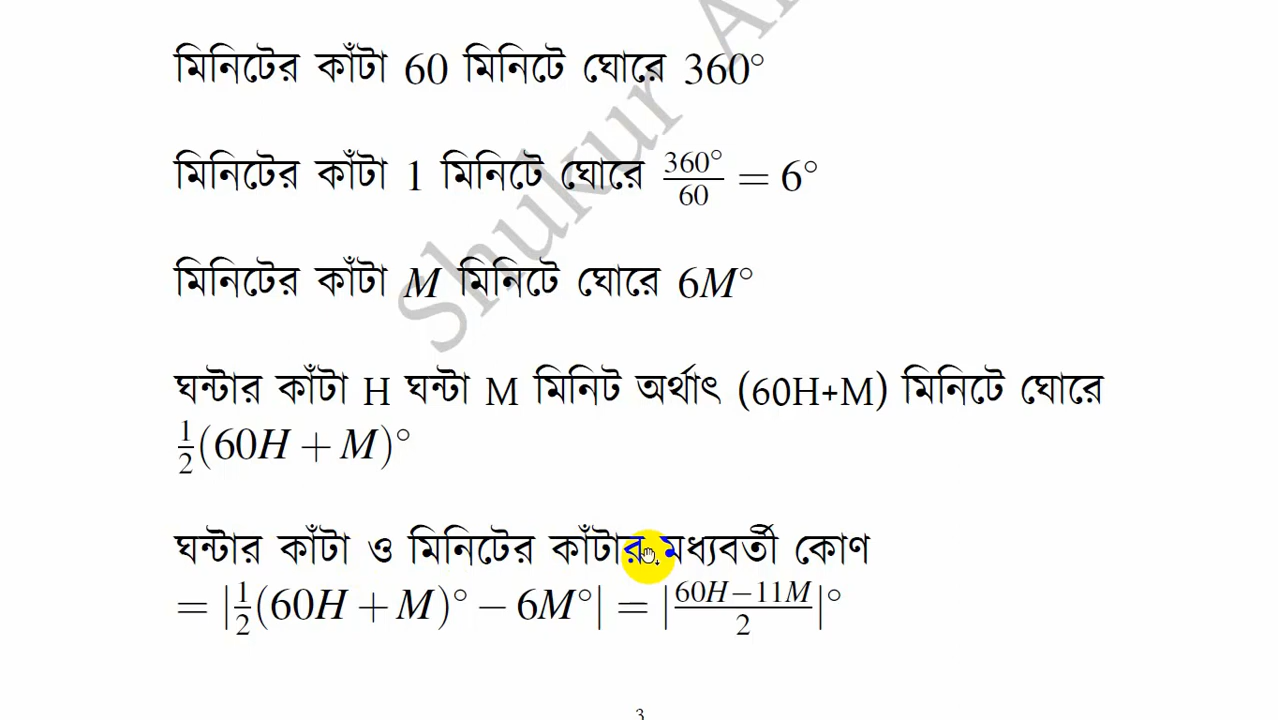 মিনিটের কাঁটা 60 মিনিটে ঘোরে 360°
মিনিটের কাঁটা 1 মিনিটে ঘোরে 360°/60 = 6°
মিনিটের কাঁটা M মিনিটে ঘোরে 6M°
ঘন্টার কাঁটা H ঘন্টা M মিনিট অর্থাৎ (60H+M) মিনিটে ঘোরে
1/2(60H + M)°
ঘন্টার কাঁটা ও মিনিটের কাঁটার মধ্যবর্তী কোণ
= |1/2(60H + M)° − 6M°| = |60H−11M/2|°
3
Shukur